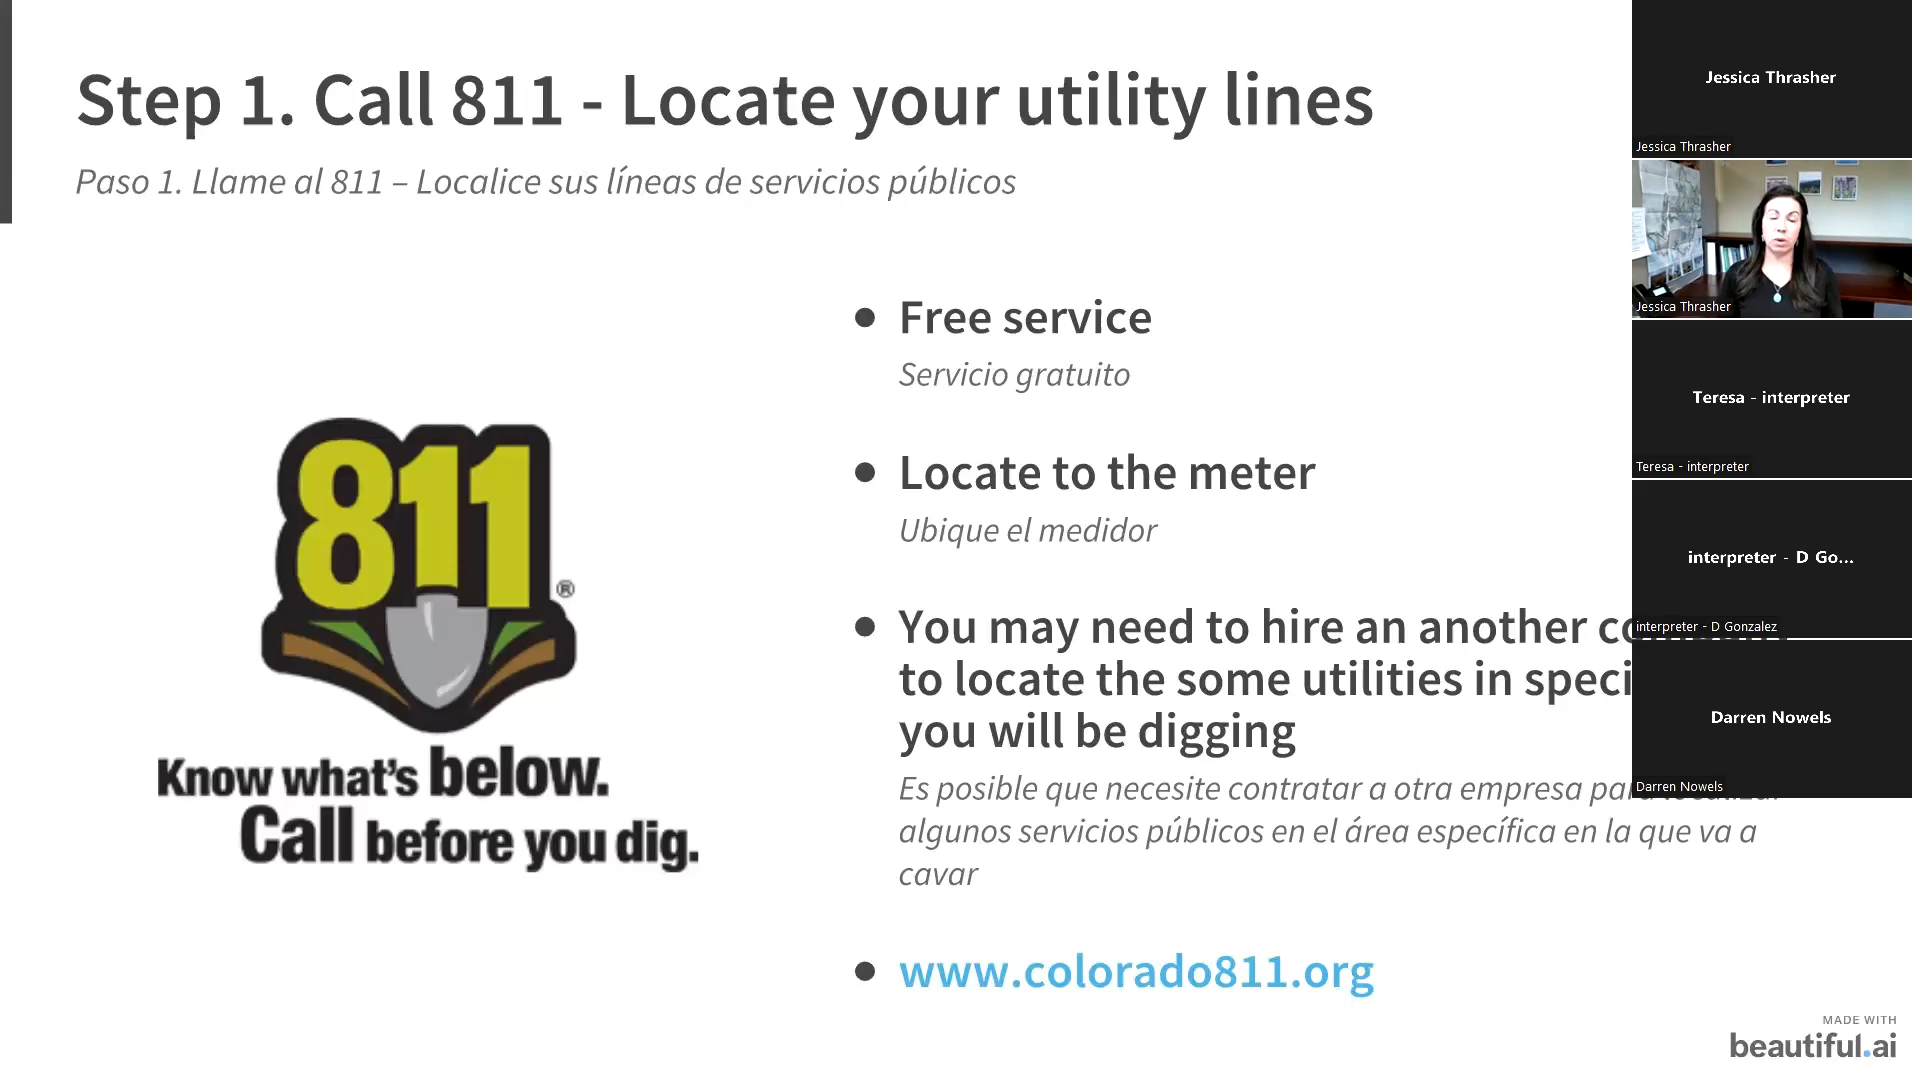 Step 1. Call 811 - Locate your utility lines
Paso 1. Llame al 811 – Localice sus líneas de servicios públicos
811
®
Know what's below.
Call before you dig.
• Free service
Servicio gratuito
• Locate to the meter
Ubique el medidor
• You may need to hire an another
to locate the some utilities in speci
you will be digging
Es posible que necesite contratar a otra empresa para localizar
algunos servicios públicos en el área específica en la que va a
cavar
• www.colorado811.org
Jessica Thrasher
Jessica Thrasher
Jessica Thrasher
Teresa - interpreter
Teresa - interpreter
interpreter - D Go...
interpreter - D Gonzalez
Darren Nowels
Darren Nowels
MADE WITH
beautiful.ai